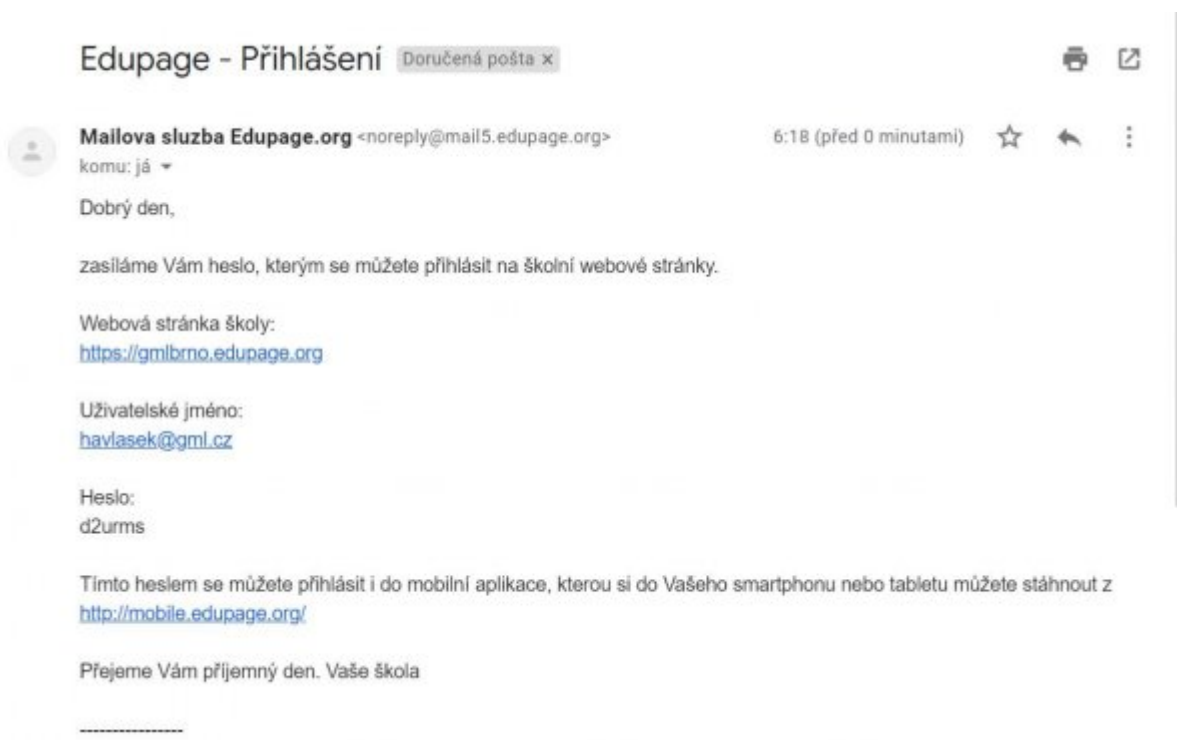 Edupage - Přihlášení Doručená pošta x
Mailova sluzba Edupage.org <noreply@mail5.edupage.org> 6:18 (před 0 minutami)
komu: já
Dobrý den,
zasíláme Vám heslo, kterým se můžete přihlásit na školní webové stránky.
Webová stránka školy:
https://gmlbrno.edupage.org
Uživatelské jméno:
havlasek@gml.cz
Heslo:
d2urms
Tímto heslem se můžete přihlásit i do mobilní aplikace, kterou si do Vašeho smartphonu nebo tabletu můžete stáhnout z
http://mobile.edupage.org/
Přejeme Vám příjemný den. Vaše škola
----------------